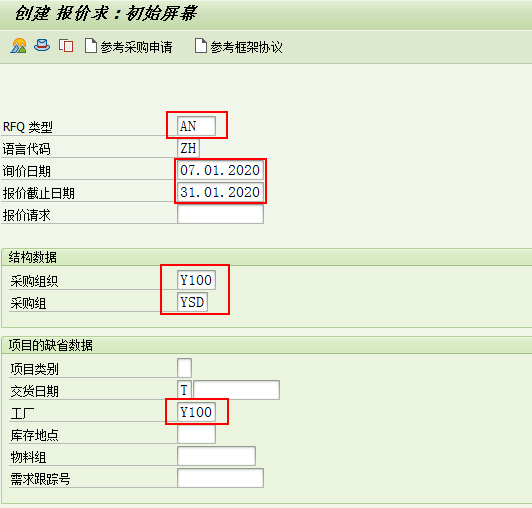 创建 报价求：初始屏幕
参考采购申请 参考框架协议
RFQ 类型 AN
语言代码 ZH
询价日期 07.01.2020
报价截止日期 31.01.2020
报价请求
结构数据
采购组织 Y100
采购组 YSD
项目的缺省数据
项目类别
交货日期 T
工厂 Y100
库存地点
物料组
需求跟踪号